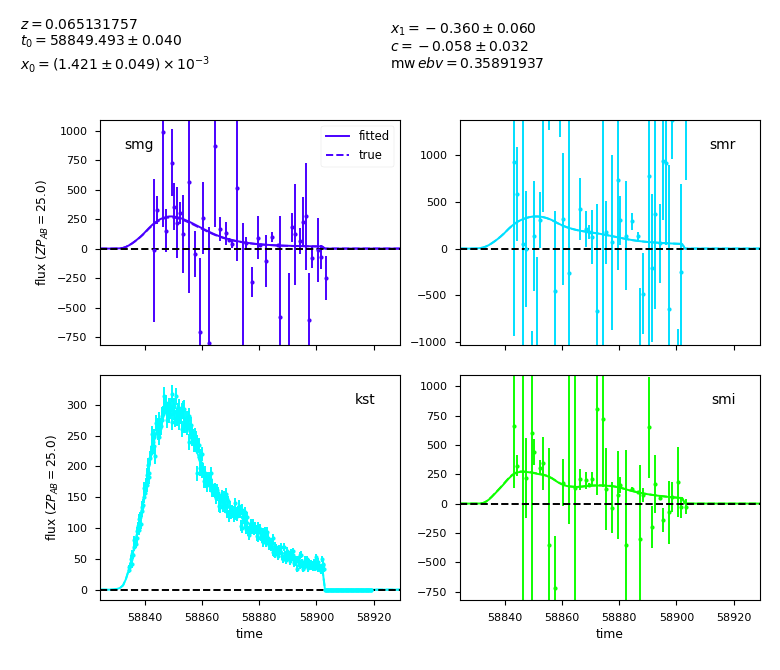 z = 0.065131757
t₀ = 58849.493 ± 0.040
x₀ = (1.421 ± 0.049) × 10⁻³
x₁ = −0.360 ± 0.060
c = −0.058 ± 0.032
mw ebv = 0.35891937
smg
fitted
true
1000
750
500
250
0
−250
−500
−750
flux (ZP_AB = 25.0)
smr
1000
500
0
−500
−1000
kst
300
250
200
150
100
50
0
flux (ZP_AB = 25.0)
58840 58860 58880 58900 58920
time
smi
1000
750
500
250
0
−250
−500
−750
58840 58860 58880 58900 58920
time